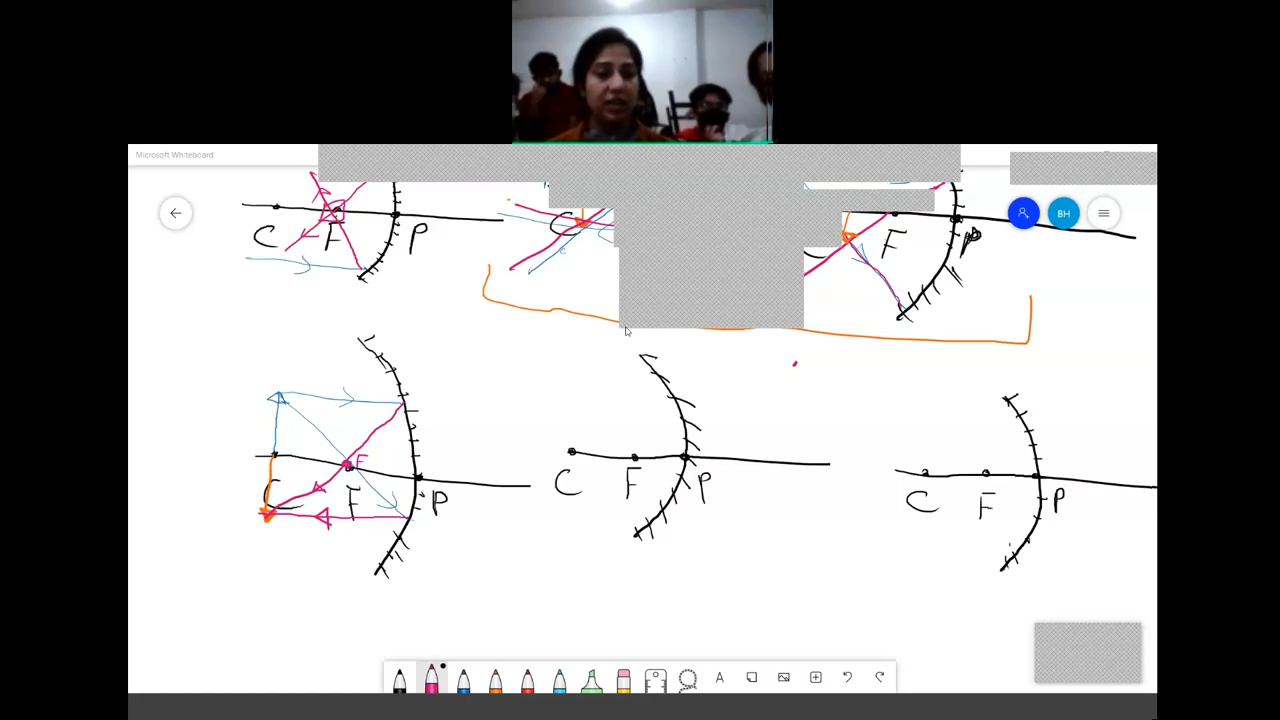 Microsoft Whiteboard
C F P
C
F P
BH
F
C F P
C F P
C F P
A